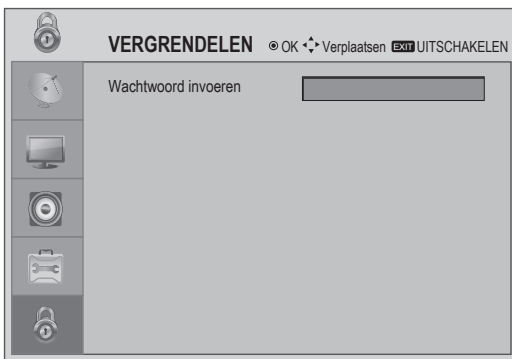 VERGRENDELEN OK Verplaatsen EXIT UITSCHAKELEN
Wachtwoord invoeren